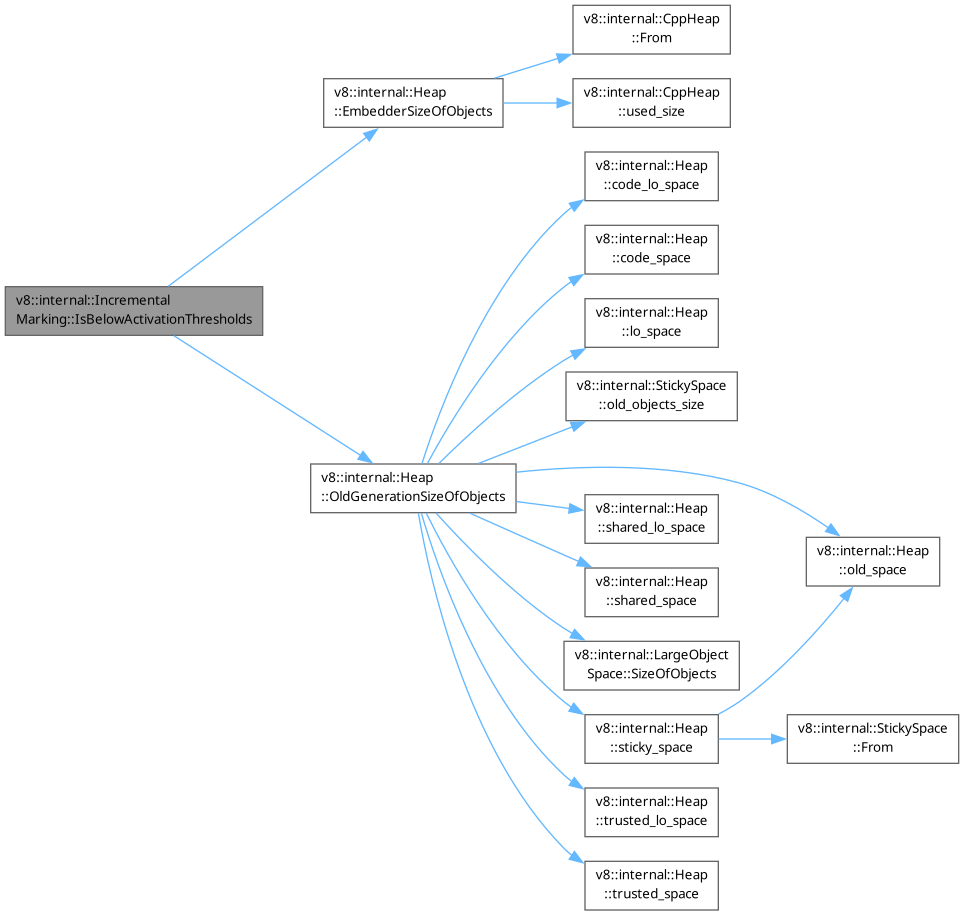 v8::internal::CppHeap
::From
v8::internal::Heap
::EmbedderSizeOfObjects
v8::internal::CppHeap
::used_size
v8::internal::Heap
::code_lo_space
v8::internal::Heap
::code_space
v8::internal::Incremental
Marking::IsBelowActivationThresholds
v8::internal::Heap
::lo_space
v8::internal::StickySpace
::old_objects_size
v8::internal::Heap
::OldGenerationSizeOfObjects
v8::internal::Heap
::shared_lo_space
v8::internal::Heap
::old_space
v8::internal::Heap
::shared_space
v8::internal::LargeObject
Space::SizeOfObjects
v8::internal::Heap
::sticky_space
v8::internal::StickySpace
::From
v8::internal::Heap
::trusted_lo_space
v8::internal::Heap
::trusted_space